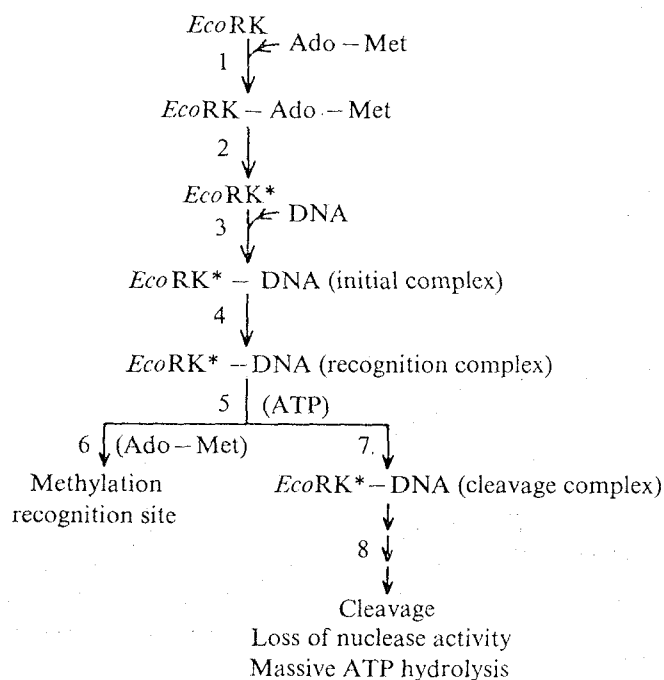 EcoRK
Ado – Met
1
EcoRK – Ado – Met
2
EcoRK*
3
DNA
EcoRK* – DNA (initial complex)
4
EcoRK* – DNA (recognition complex)
5 (ATP)
6 (Ado – Met) 7.
Methylation
recognition site
EcoRK* – DNA (cleavage complex)
8
Cleavage
Loss of nuclease activity
Massive ATP hydrolysis